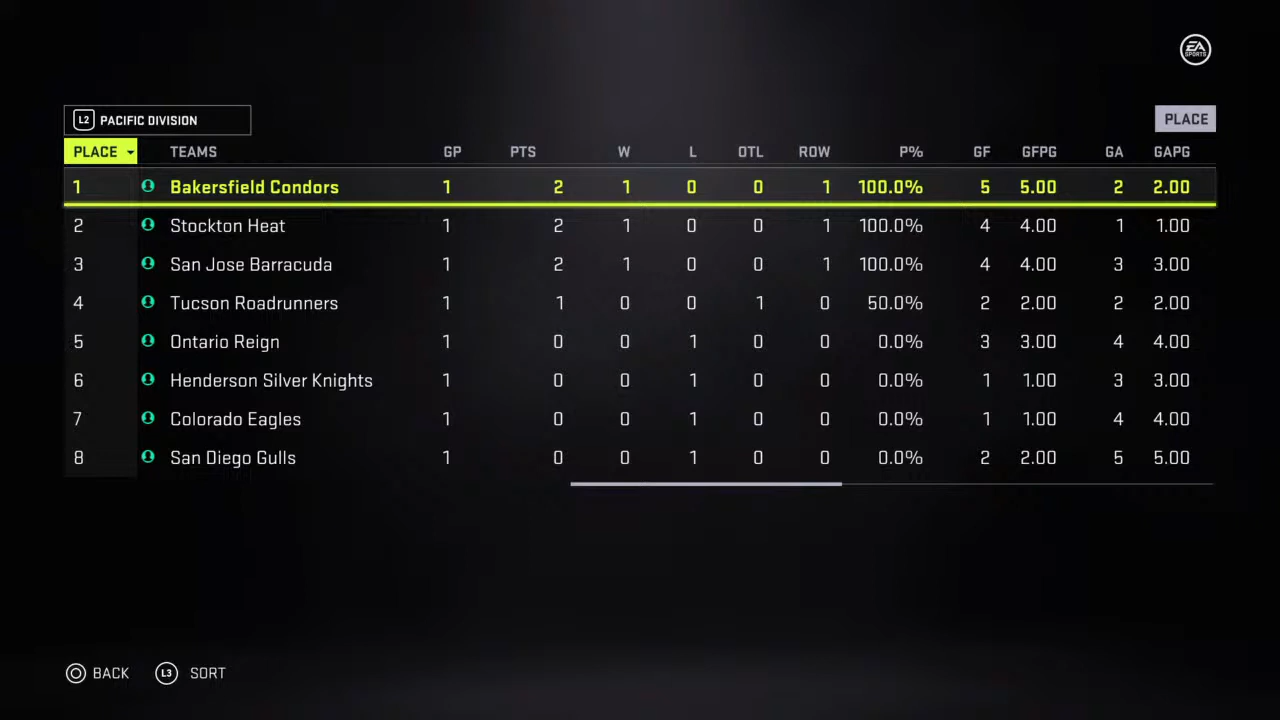 EA
SPORTS
L2 PACIFIC DIVISION
PLACE
PLACE TEAMS GP PTS W L OTL ROW P% GF GFPG GA GAPG
1 Bakersfield Condors 1 2 1 0 0 1 100.0% 5 5.00 2 2.00
2 Stockton Heat 1 2 1 0 0 1 100.0% 4 4.00 1 1.00
3 San Jose Barracuda 1 2 1 0 0 1 100.0% 4 4.00 3 3.00
4 Tucson Roadrunners 1 1 0 0 1 0 50.0% 2 2.00 2 2.00
5 Ontario Reign 1 0 0 1 0 0 0.0% 3 3.00 4 4.00
6 Henderson Silver Knights 1 0 0 1 0 0 0.0% 1 1.00 3 3.00
7 Colorado Eagles 1 0 0 1 0 0 0.0% 1 1.00 4 4.00
8 San Diego Gulls 1 0 0 1 0 0 0.0% 2 2.00 5 5.00
BACK L3 SORT